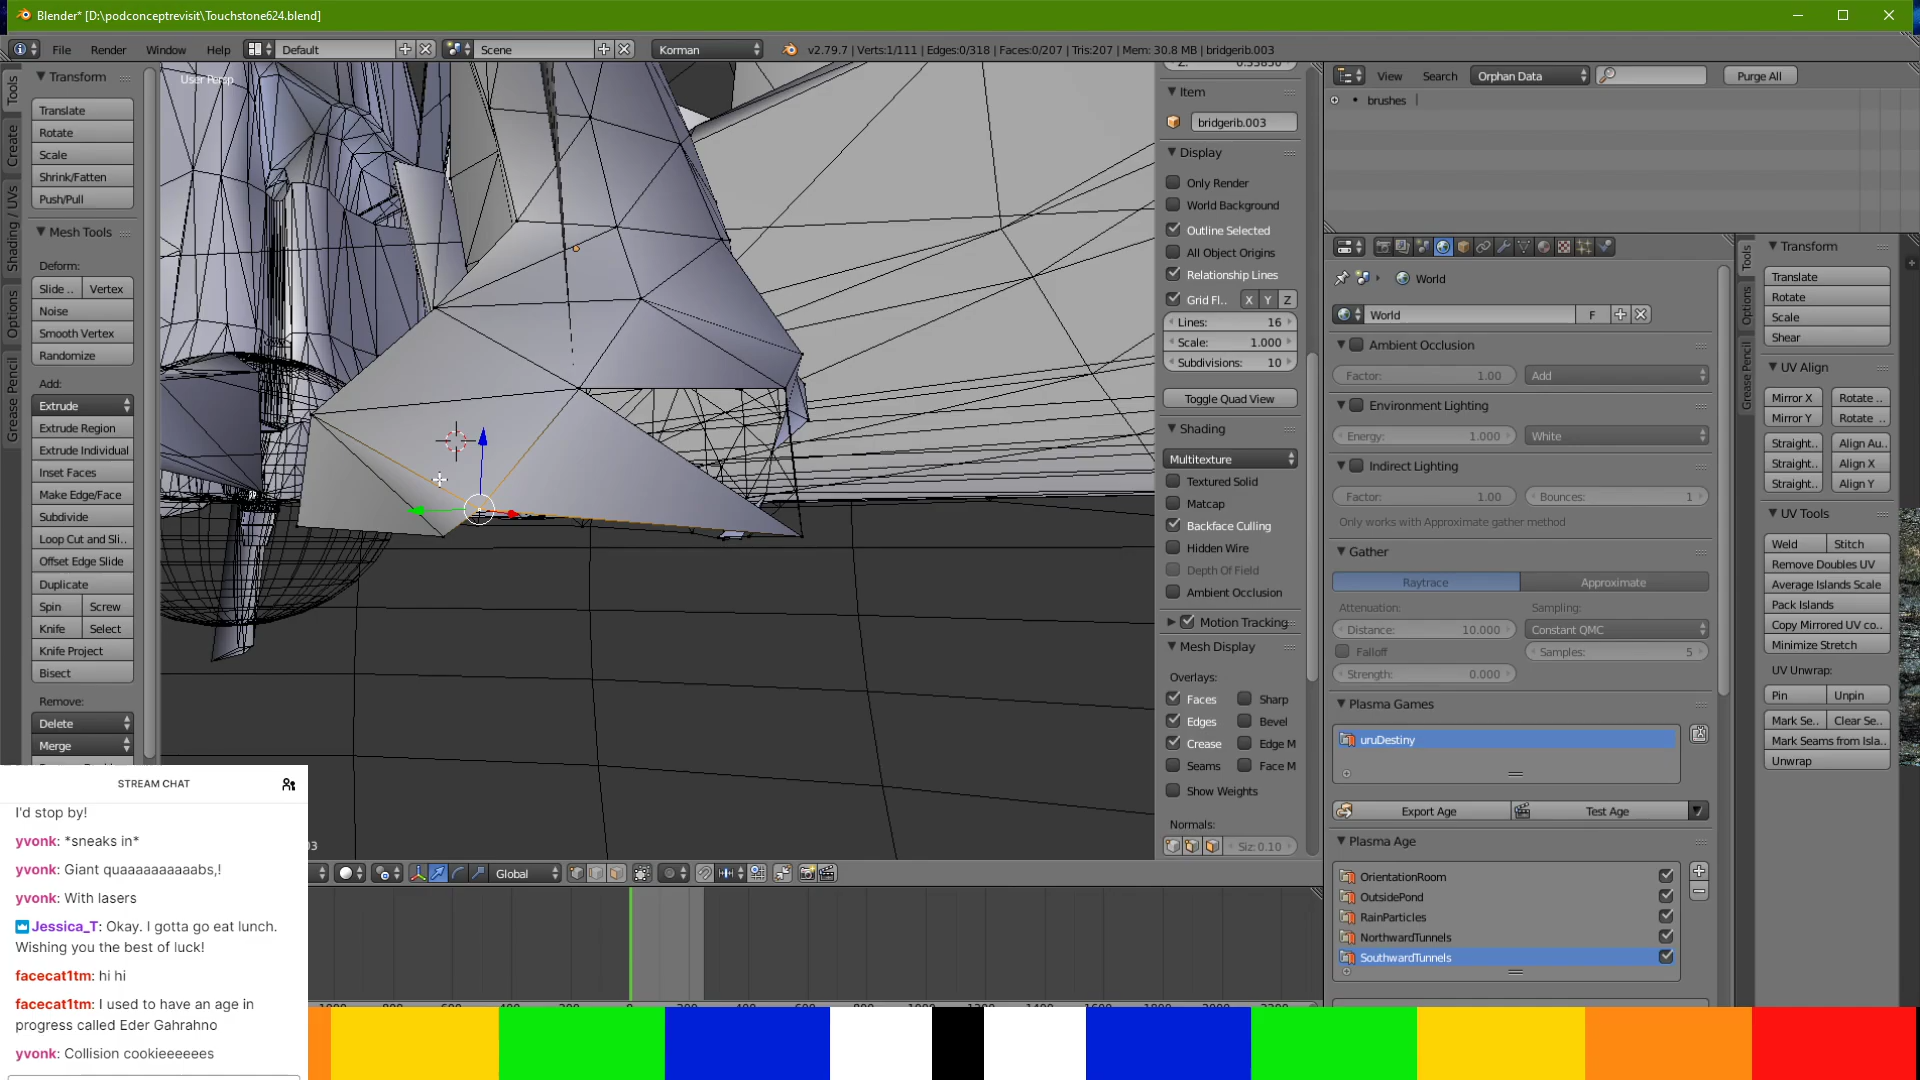 Blender* [D:\podconceptrevisit\Touchstone624.blend]
File
Render
Window
Help
Default
Scene
Korman
v2.79.7 | Verts:1/111 | Edges:0/318 | Faces:0/207 | Tris:207 | Mem: 30.8 MB | bridgerib.003
Tools
Create
Shading / UVs
Options
Grease Pencil
Transform
Translate
Rotate
Scale
Shrink/Fatten
Push/Pull
Mesh Tools
Deform:
Slide ..
Vertex
Noise
Smooth Vertex
Randomize
Add:
Extrude
Extrude Region
Extrude Individual
Inset Faces
Make Edge/Face
Subdivide
Loop Cut and Sli..
Offset Edge Slide
Duplicate
Spin
Screw
Knife
Select
Knife Project
Bisect
Remove:
Delete
Merge
User Persp
03
Global
Item
bridgerib.003
Display
Only Render
World Background
Outline Selected
All Object Origins
Relationship Lines
Grid Fl..
X
Y
Z
Lines: 16
Scale: 1.000
Subdivisions: 10
Toggle Quad View
Shading
Multitexture
Textured Solid
Matcap
Backface Culling
Hidden Wire
Depth Of Field
Ambient Occlusion
Motion Tracking
Mesh Display
Overlays:
Faces
Sharp
Edges
Bevel
Crease
Edge M
Seams
Face M
Show Weights
Normals:
Siz: 0.10
View
Search
Orphan Data
Purge All
brushes
World
World
F
Ambient Occlusion
Factor: 1.00
Add
Environment Lighting
Energy: 1.000
White
Indirect Lighting
Factor: 1.00
Bounces: 1
Only works with Approximate gather method
Gather
Raytrace
Approximate
Attenuation:
Sampling:
Distance: 10.000
Constant QMC
Falloff
Samples: 5
Strength: 0.000
Plasma Games
uruDestiny
Export Age
Test Age
Plasma Age
OrientationRoom
OutsidePond
RainParticles
NorthwardTunnels
SouthwardTunnels
Tools
Options
Grease Pencil
Transform
Translate
Rotate
Scale
Shear
UV Align
Mirror X
Rotate ..
Mirror Y
Rotate ..
Straight..
Align Au..
Straight..
Align X
Straight..
Align Y
UV Tools
Weld
Stitch
Remove Doubles UV
Average Islands Scale
Pack Islands
Copy Mirrored UV co..
Minimize Stretch
UV Unwrap:
Pin
Unpin
Mark Se..
Clear Se..
Mark Seams from Isla..
Unwrap
STREAM CHAT
I'd stop by!
yvonk: *sneaks in*
yvonk: Giant quaaaaaaaaaabs,!
yvonk: With lasers
Jessica_T: Okay. I gotta go eat lunch.
Wishing you the best of luck!
facecat1tm: hi hi
facecat1tm: I used to have an age in
progress called Eder Gahrahno
yvonk: Collision cookieeeeees